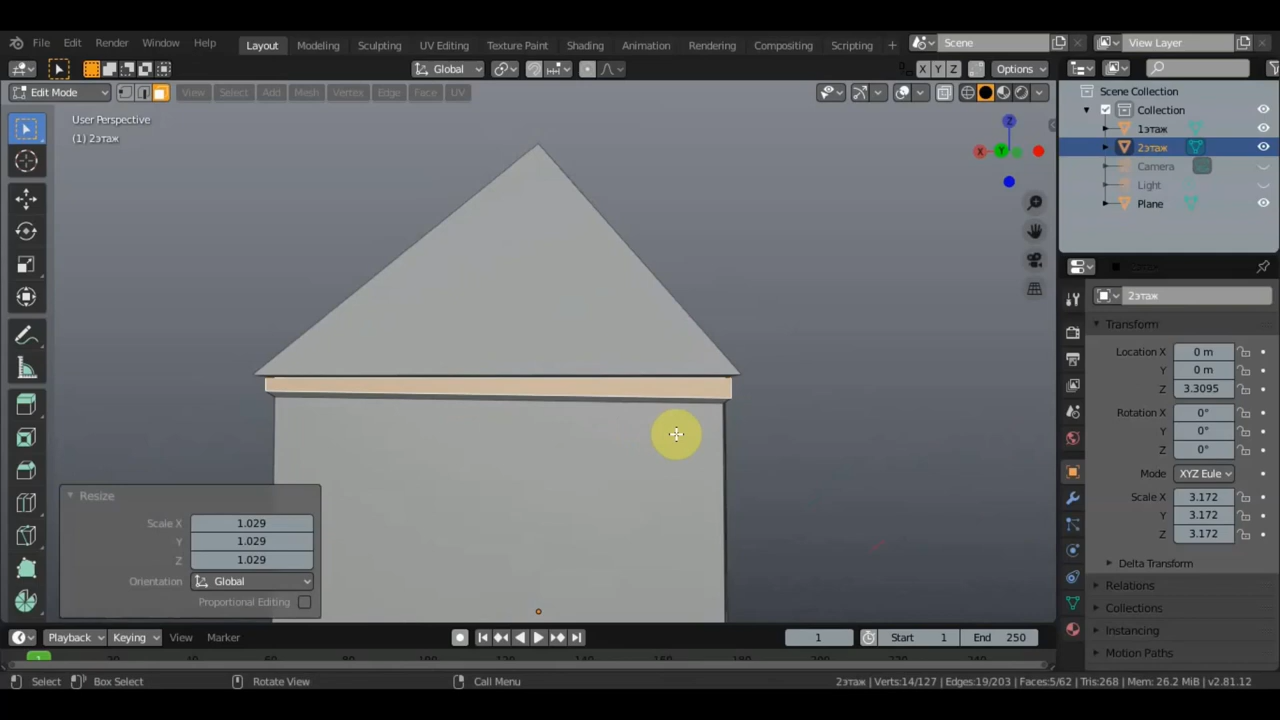 File Edit Render Window Help Layout Modeling Sculpting UV Editing Texture Paint Shading Animation Rendering Compositing Scripting + Scene View Layer
Global X Y Z Options
Edit Mode View Select Add Mesh Vertex Edge Face UV
User Perspective
(1) 2этаж
Z
X Y
Scene Collection
Collection
1этаж
2этаж
Camera
Light
Plane
2этаж
Transform
Location X 0 m
Y 0 m
Z 3.3095
Rotation X 0°
Y 0°
Z 0°
Mode XYZ Eule
Scale X 3.172
Y 3.172
Z 3.172
Delta Transform
Relations
Collections
Instancing
Motion Paths
Resize
Scale X 1.029
Y 1.029
Z 1.029
Orientation Global
Proportional Editing
Playback Keying View Marker 1 Start 1 End 250
1
Select Box Select Rotate View Call Menu 2этаж | Verts:14/127 | Edges:19/203 | Faces:5/62 | Tris:268 | Mem: 26.2 MiB | v2.81.12